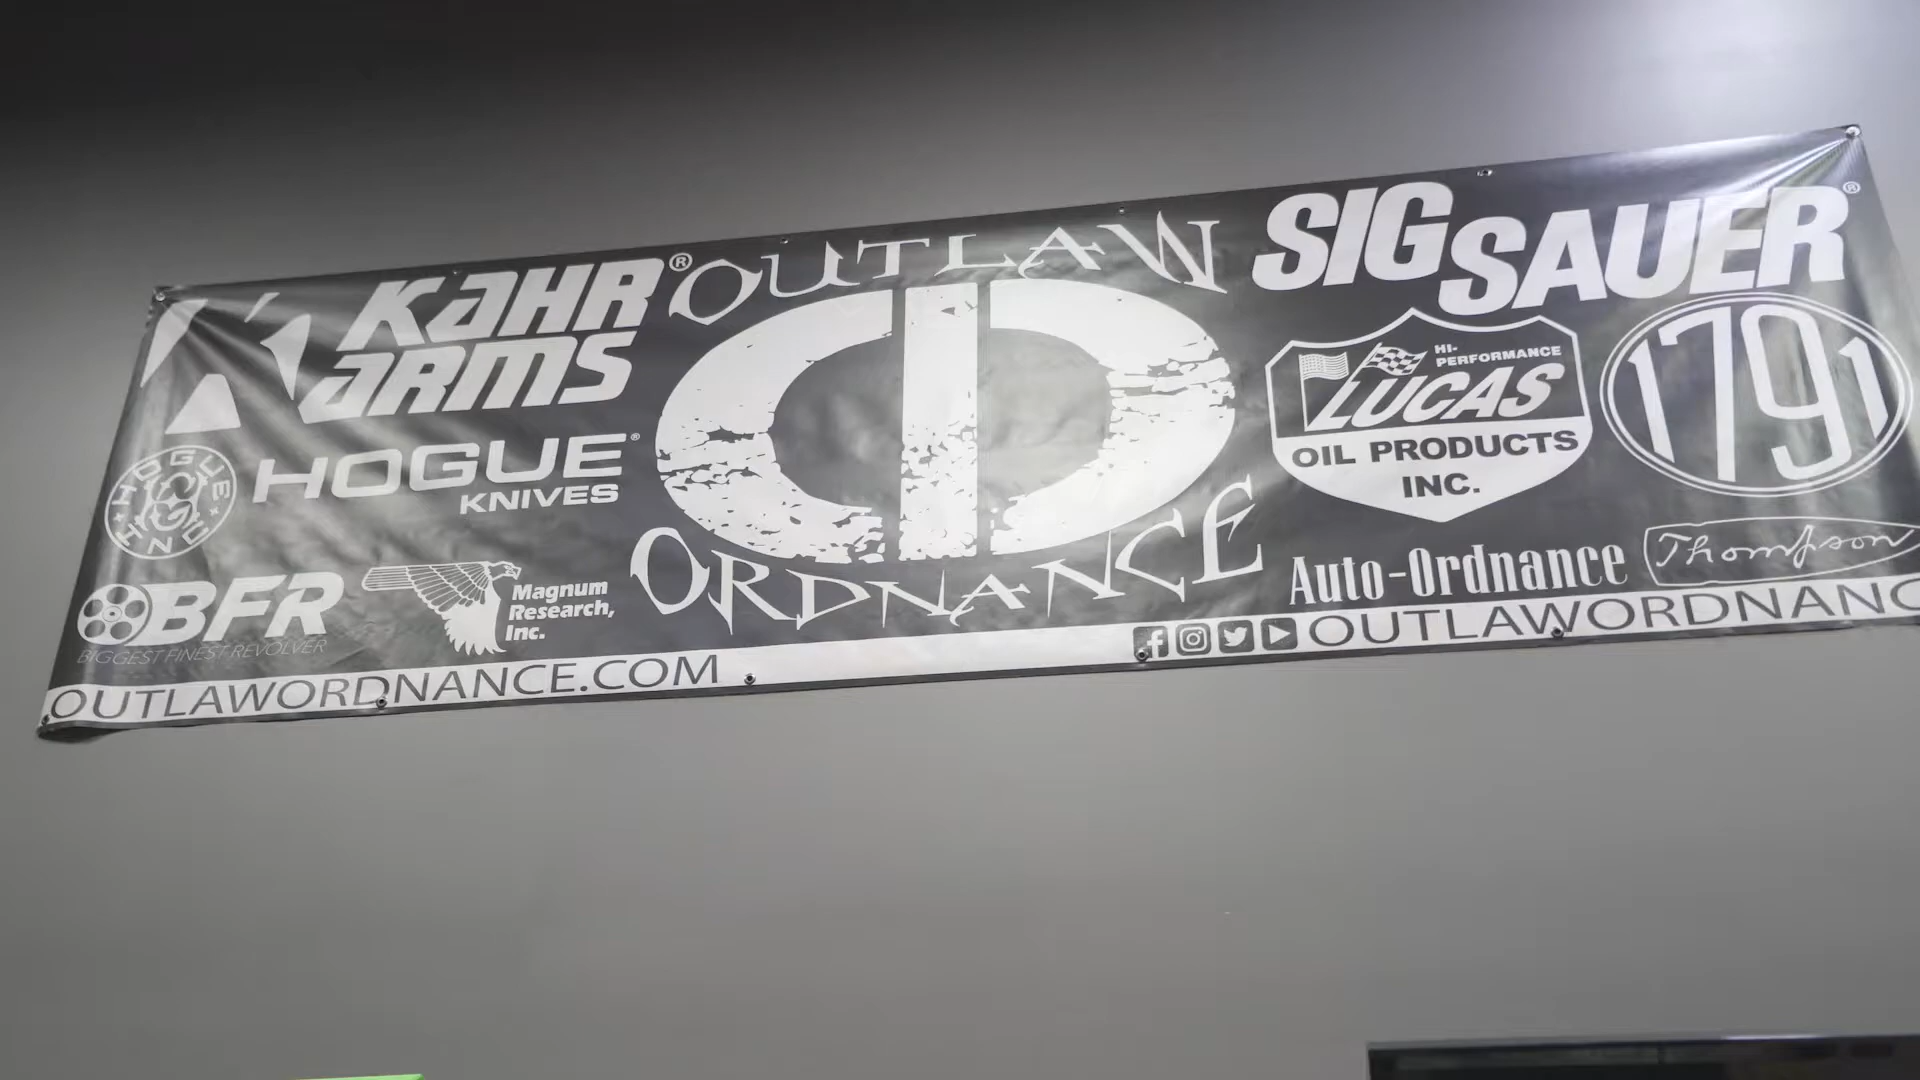 KAHR®
ARMS
HOGUE
KNIVES
HOGUE®
KNIVES
BFR
BIGGEST FINEST REVOLVER
Magnum
Research,
Inc.
OUTLAW
ORDNANCE
SIG
SAUER®
HI-
PERFORMANCE
LUCAS
OIL PRODUCTS
INC.
1791
Auto-Ordnance
Thompson
OUTLAWORDNANCE.COM
OUTLAWORDNANC